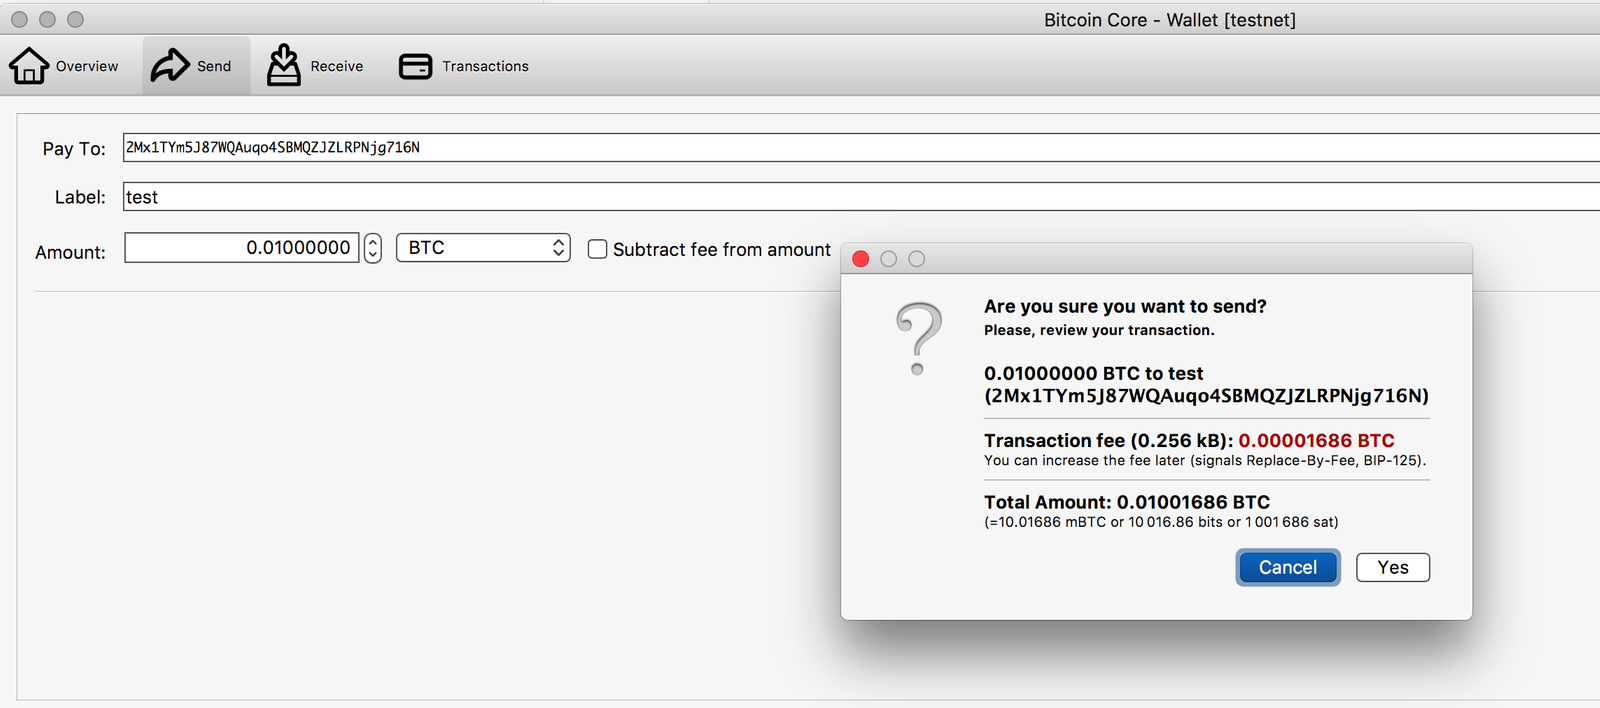 Bitcoin Core - Wallet [testnet]
Overview
Send
Receive
Transactions
Pay To: 2Mx1TYm5J87WQAuqo4SBMQZJZLRPNjg716N
Label: test
Amount: 0.01000000 BTC Subtract fee from amount
?
Are you sure you want to send?
Please, review your transaction.
0.01000000 BTC to test
(2Mx1TYm5J87WQAuqo4SBMQZJZLRPNjg716N)
Transaction fee (0.256 kB): 0.00001686 BTC
You can increase the fee later (signals Replace-By-Fee, BIP-125).
Total Amount: 0.01001686 BTC
(=10.01686 mBTC or 10 016.86 bits or 1 001 686 sat)
Cancel
Yes